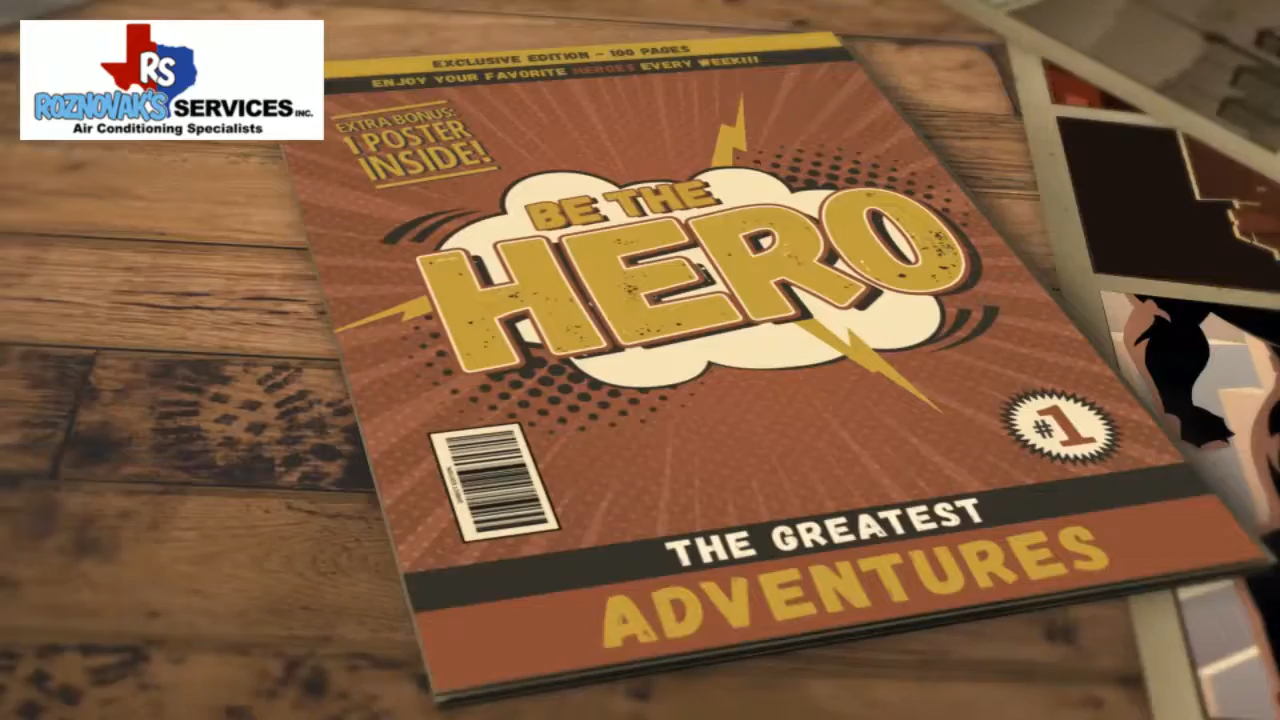 RS
ROZNOVAK'S SERVICES INC.
Air Conditioning Specialists
EXCLUSIVE EDITION - 100 PAGES
ENJOY YOUR FAVORITE HEROES EVERY WEEK!!!
EXTRA BONUS:
1 POSTER
INSIDE!
BE THE
HERO
#1
THE GREATEST
ADVENTURES